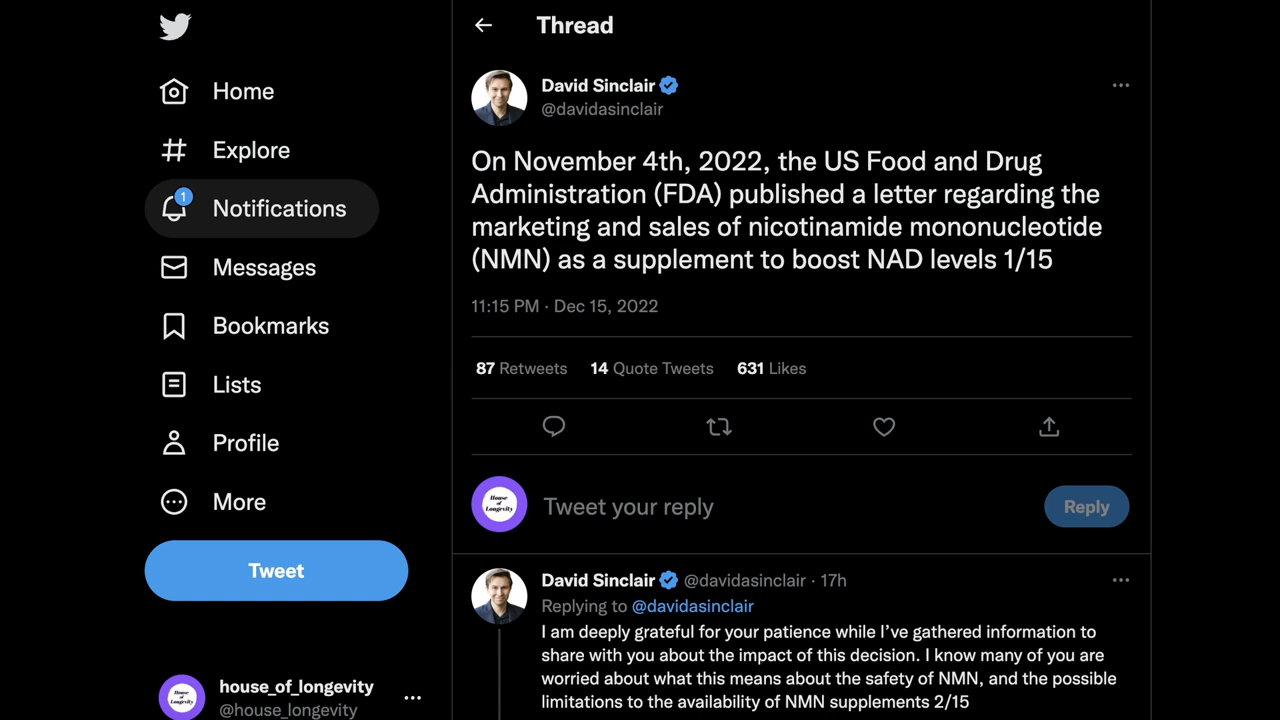 Home
Explore
1
Notifications
Messages
Bookmarks
Lists
Profile
More
Tweet
House
of
Longevity
house_of_longevity
@house_longevity
Thread
David Sinclair
@davidasinclair
On November 4th, 2022, the US Food and Drug
Administration (FDA) published a letter regarding the
marketing and sales of nicotinamide mononucleotide
(NMN) as a supplement to boost NAD levels 1/15
11:15 PM · Dec 15, 2022
87 Retweets 14 Quote Tweets 631 Likes
House
of
Longevity
Tweet your reply
Reply
David Sinclair @davidasinclair · 17h
Replying to @davidasinclair
I am deeply grateful for your patience while I’ve gathered information to
share with you about the impact of this decision. I know many of you are
worried about what this means about the safety of NMN, and the possible
limitations to the availability of NMN supplements 2/15